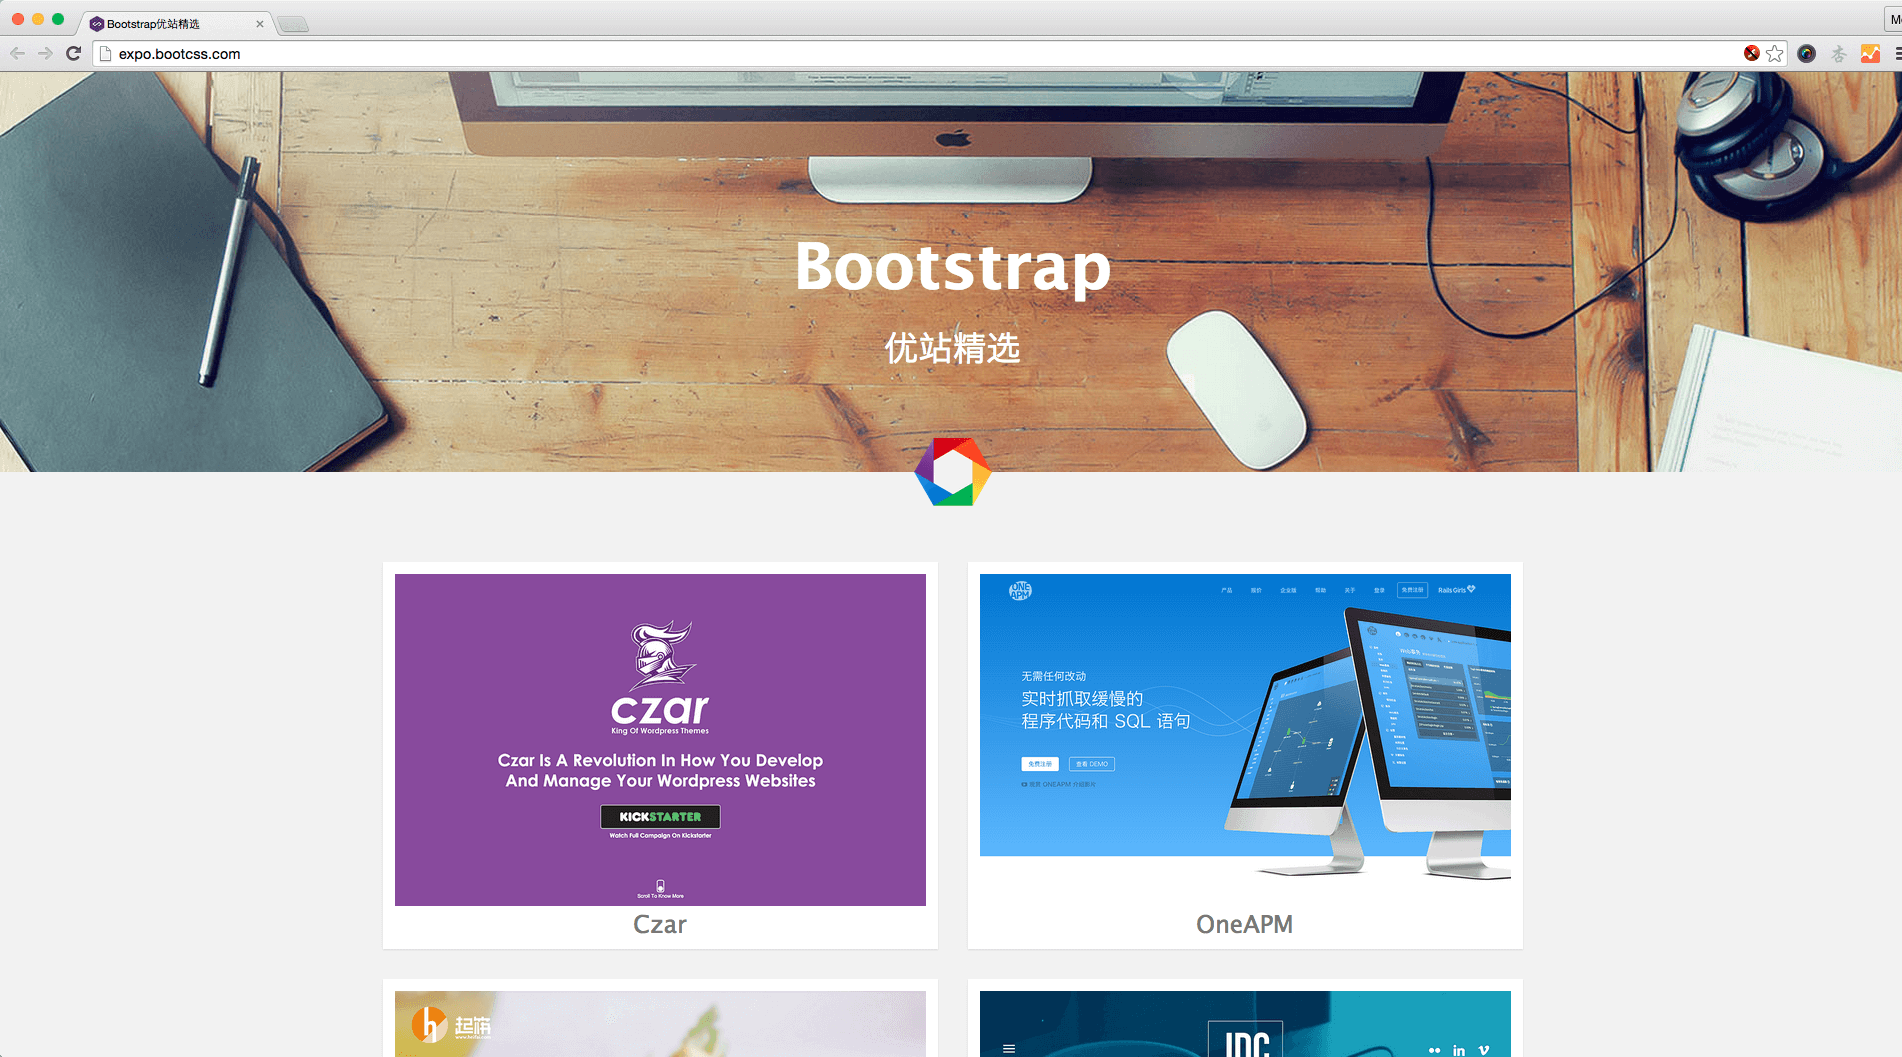 Bootstrap优站精选
expo.bootcss.com
Bootstrap
优站精选
czar
King Of Wordpress Themes
Czar Is A Revolution In How You Develop
And Manage Your Wordpress Websites
KICKSTARTER
Watch Full Campaign On Kickstarter
Scroll To Know More
Czar
ONE
APM
产品 报价 企业版 帮助 关于 登录 免费注册 Rails Girls
无需任何改动
实时抓取缓慢的
程序代码和 SQL 语句
免费注册 查看 DEMO
OneAPM
起筷
IDC